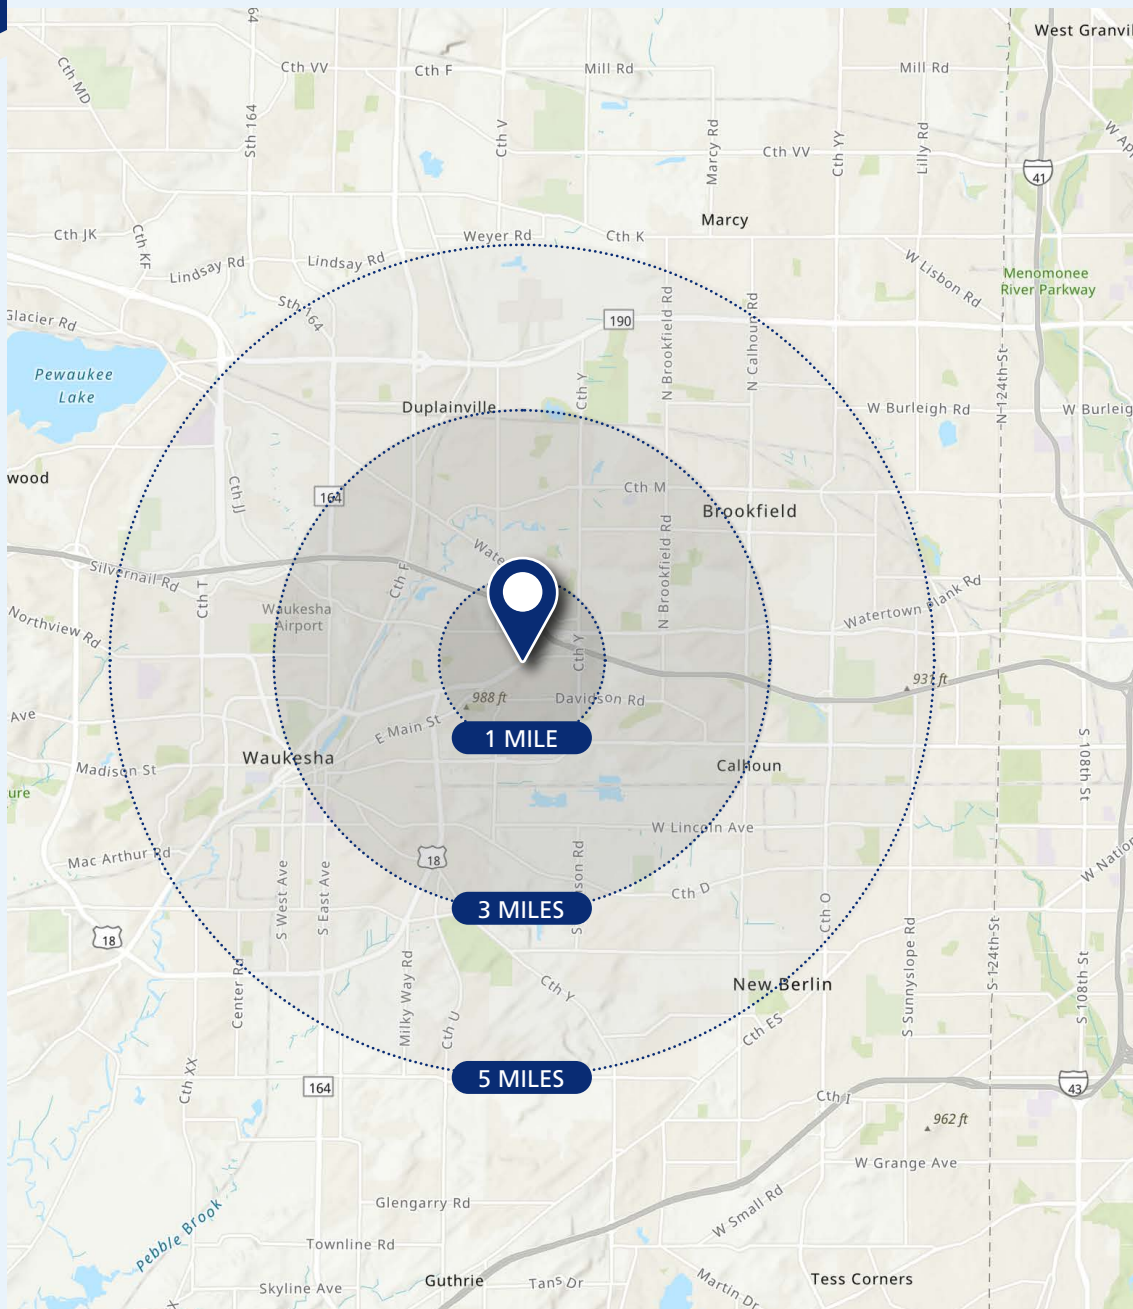 64
West Granvil
Cth VV
Cth F
Mill Rd
Mill Rd
Cth MD
Sth 164
Cth V
Marcy Rd
Cth VV
Cth YY
Lilly Rd
W Ap
41
Marcy
Cth JK
Cth KF
Weyer Rd
Cth K
Lindsay Rd
Lindsay Rd
W Lisbon Rd
Menomonee
River Parkway
Sth 164
Glacier Rd
190
N Brookfield Rd
N Calhoun Rd
N 124th St
Pewaukee
Lake
Cth Y
Duplainville
W Burleigh Rd
W Burleig
wood
Cth JJ
164
Cth M
Brookfield
N Brookfield Rd
Wate
Silvernail Rd
Cth T
Cth F
Waukesha
Airport
Watertown Plank Rd
Northview Rd
Cth Y
931 ft
988 ft
Davidson Rd
Ave
E Main St
1 MILE
Waukesha
Calhoun
S 108th St
Madison St
ure
W Lincoln Ave
Mac Arthur Rd
18
son Rd
W Nation
S West Ave
S East Ave
Cth D
3 MILES
Cth O
18
S
S Sunnyslope Rd
S 124th St
Center Rd
Milky Way Rd
Cth Y
New Berlin
S 108th St
Cth U
Cth ES
Cth XX
164
5 MILES
43
Cth I
962 ft
W Grange Ave
Glengarry Rd
W Small Rd
Pebble Brook
Townline Rd
Skyline Ave
Guthrie
Tans Dr
Martin Dr
Tess Corners